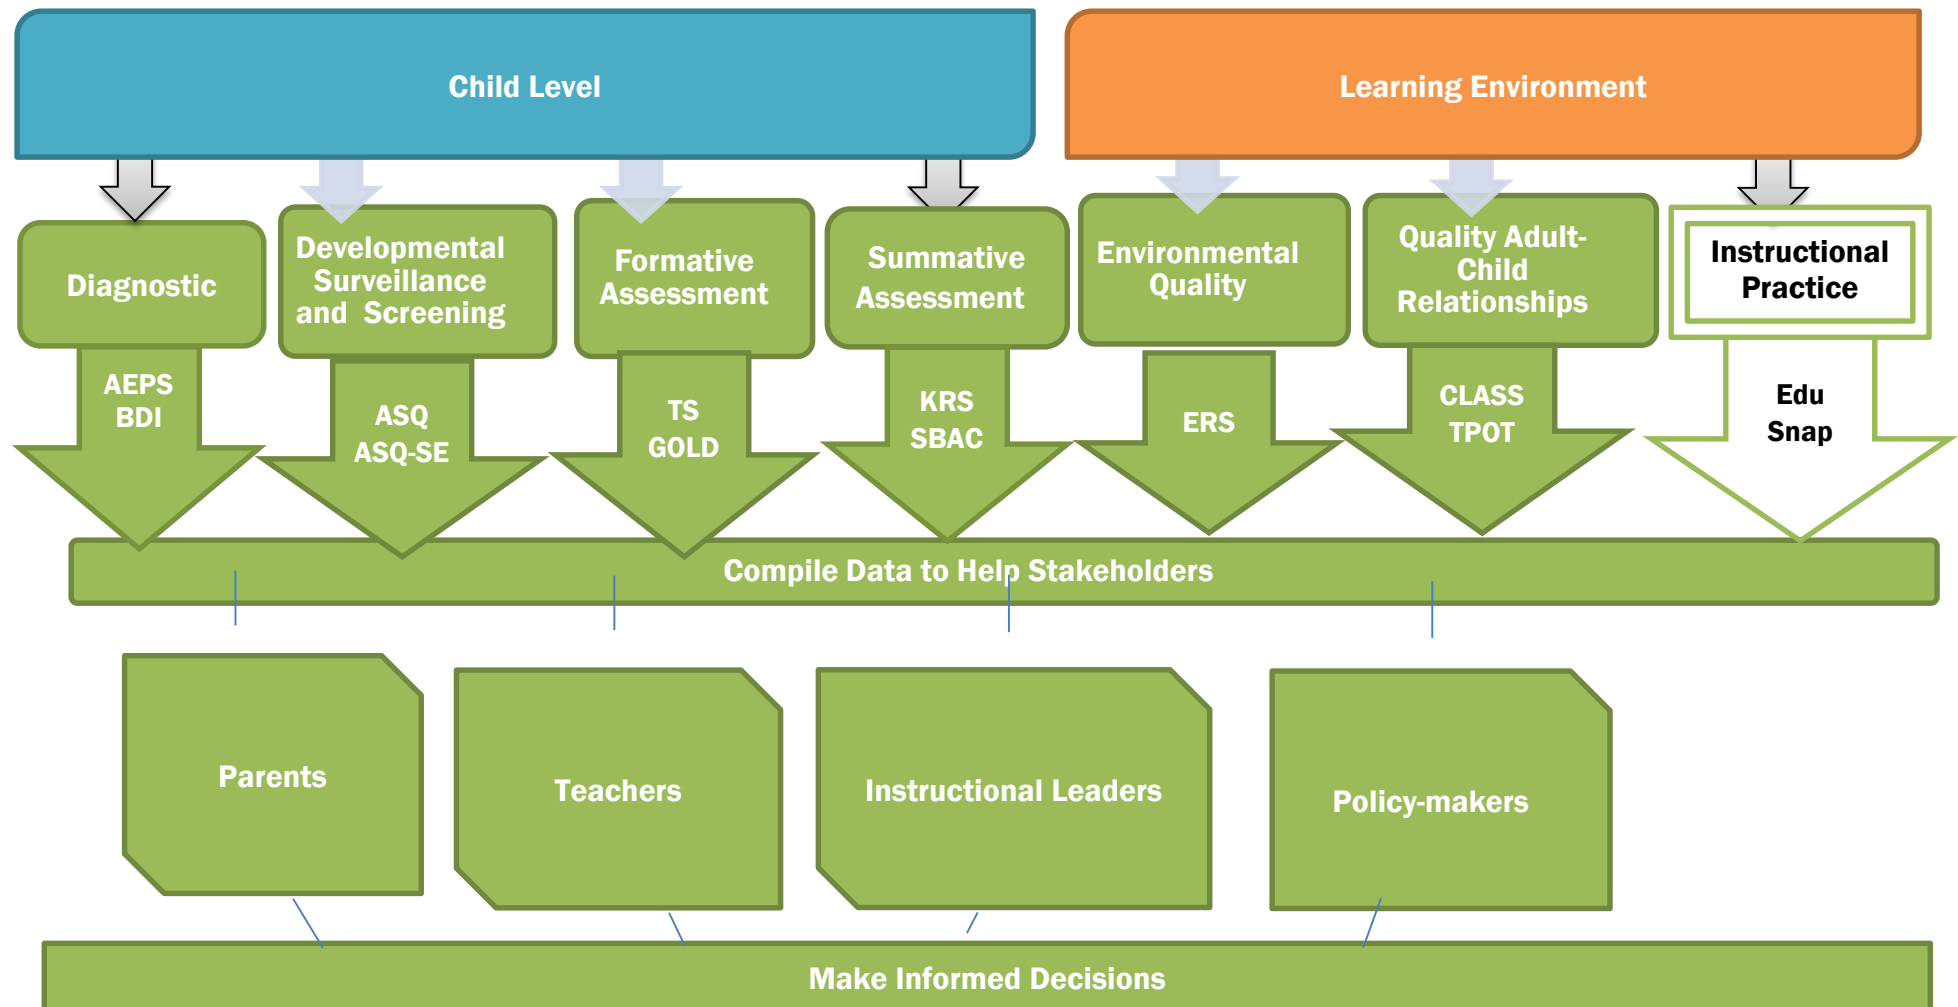 Child Level
Learning Environment
Diagnostic
Developmental
Surveillance
and Screening
Formative
Assessment
Summative
Assessment
Environmental
Quality
Quality Adult-
Child
Relationships
Instructional
Practice
AEPS
BDI
ASQ
ASQ-SE
TS
GOLD
KRS
SBAC
ERS
CLASS
TPOT
Edu
Snap
Compile Data to Help Stakeholders
Parents
Teachers
Instructional Leaders
Policy-makers
Make Informed Decisions